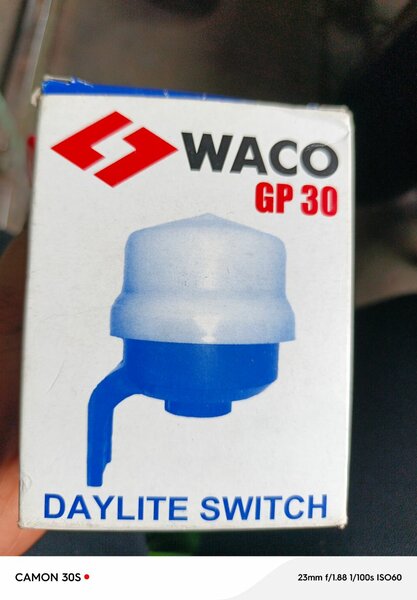 WACO
GP 30
DAYLITE SWITCH
CAMON 30S
23mm f/1.88 1/100s ISO60